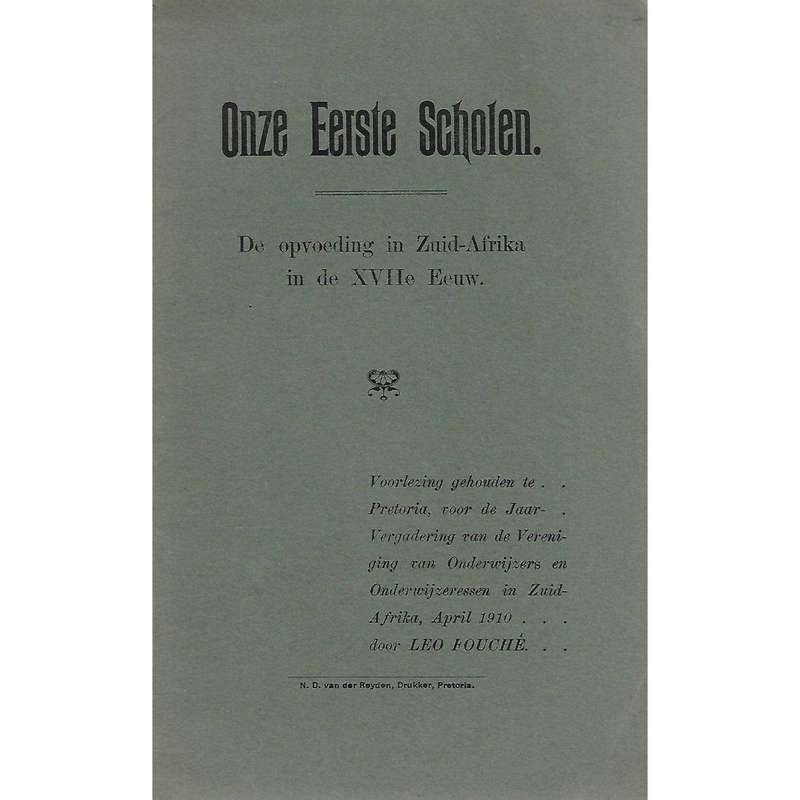 Onze Eerste Scholen.
De opvoeding in Zuid-Afrika
in de XVIIe Eeuw.
Voorlezing gehouden te . .
Pretoria, voor de Jaar- .
Vergadering van de Vereni-
ging van Onderwijzers en
Onderwijzeressen in Zuid-
Afrika, April 1910 . . .
door LEO FOUCHÉ. . .
N. D. van der Reyden, Drukker, Pretoria.